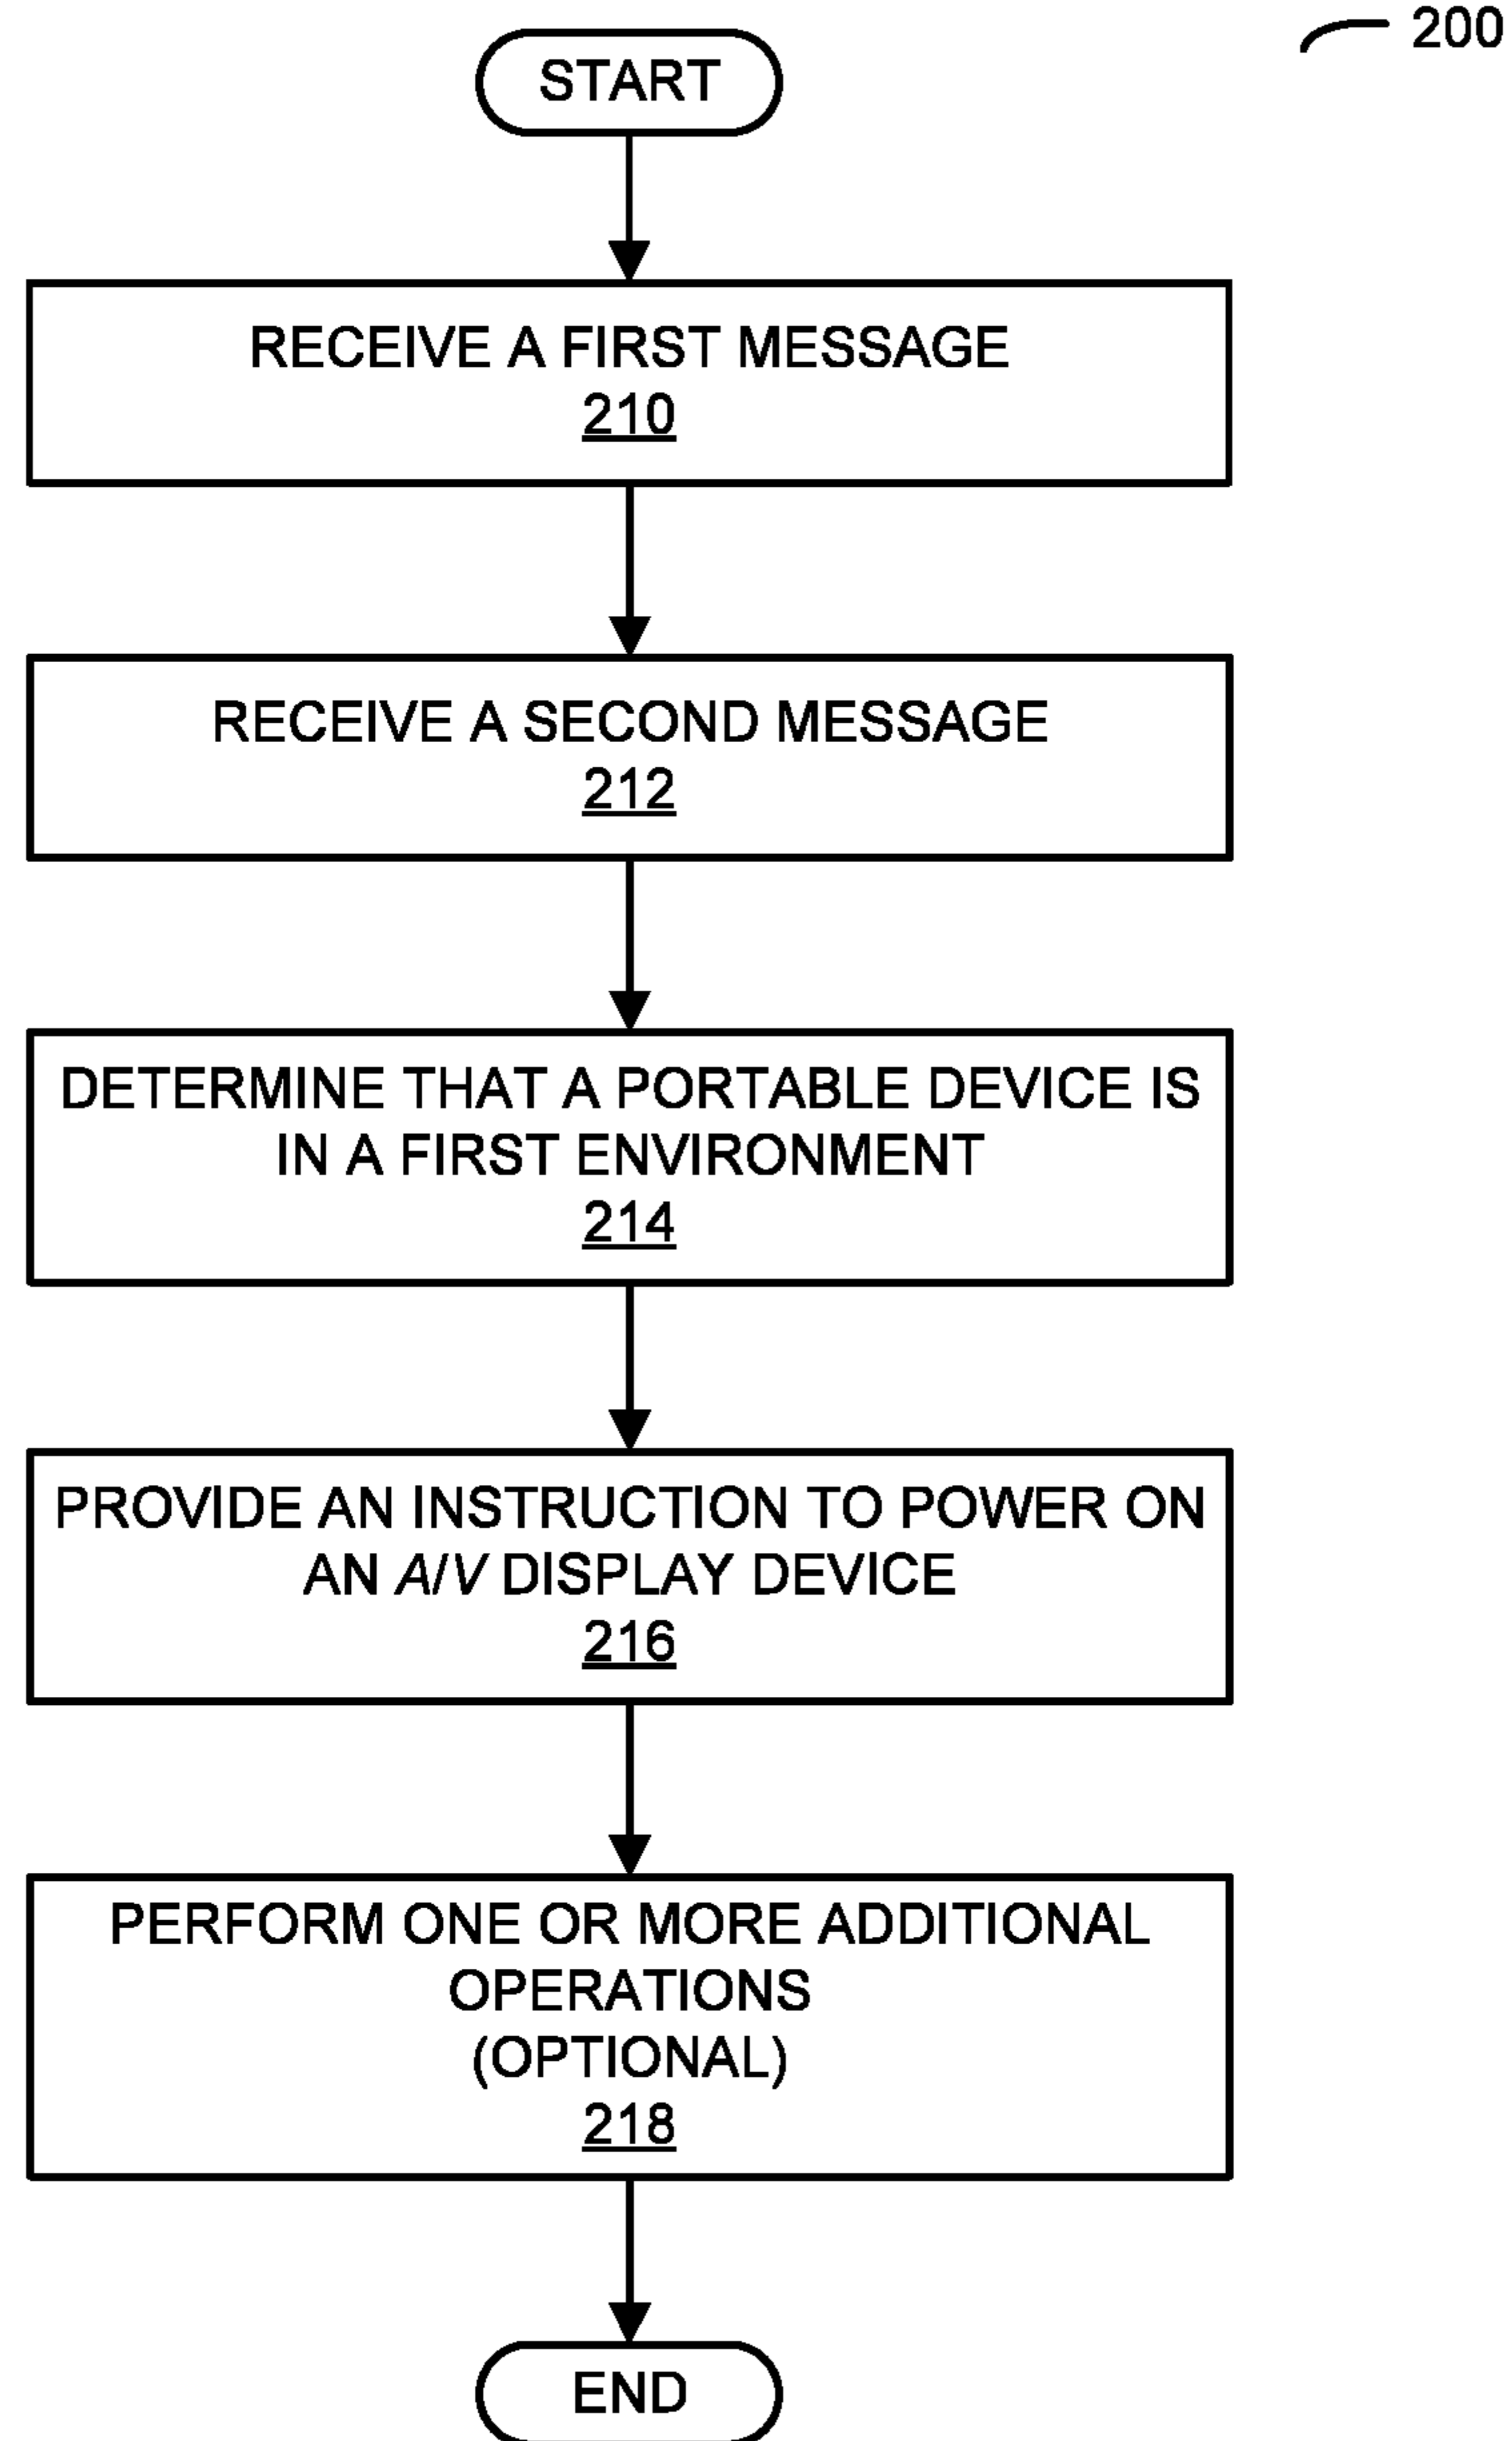 200
START
RECEIVE A FIRST MESSAGE
210
RECEIVE A SECOND MESSAGE
212
DETERMINE THAT A PORTABLE DEVICE IS
IN A FIRST ENVIRONMENT
214
PROVIDE AN INSTRUCTION TO POWER ON
AN A/V DISPLAY DEVICE
216
PERFORM ONE OR MORE ADDITIONAL
OPERATIONS
(OPTIONAL)
218
END